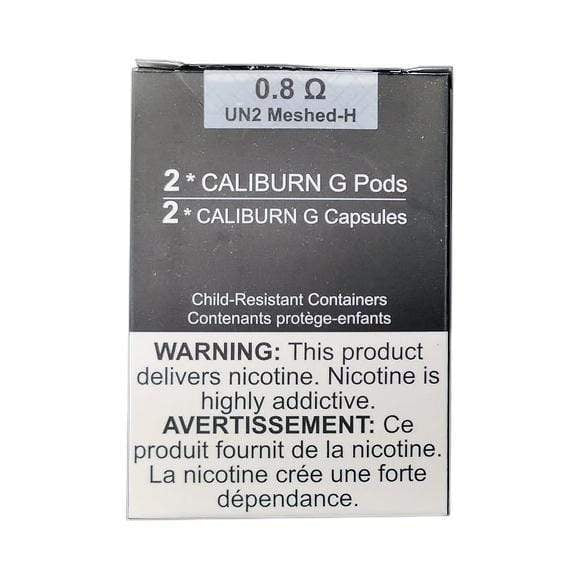 0.8 Ω
UN2 Meshed-H
2 * CALIBURN G Pods
2 * CALIBURN G Capsules
Child-Resistant Containers
Contenants protège-enfants
WARNING: This product
delivers nicotine. Nicotine is
highly addictive.
AVERTISSEMENT: Ce
produit fournit de la nicotine.
La nicotine crée une forte
dépendance.